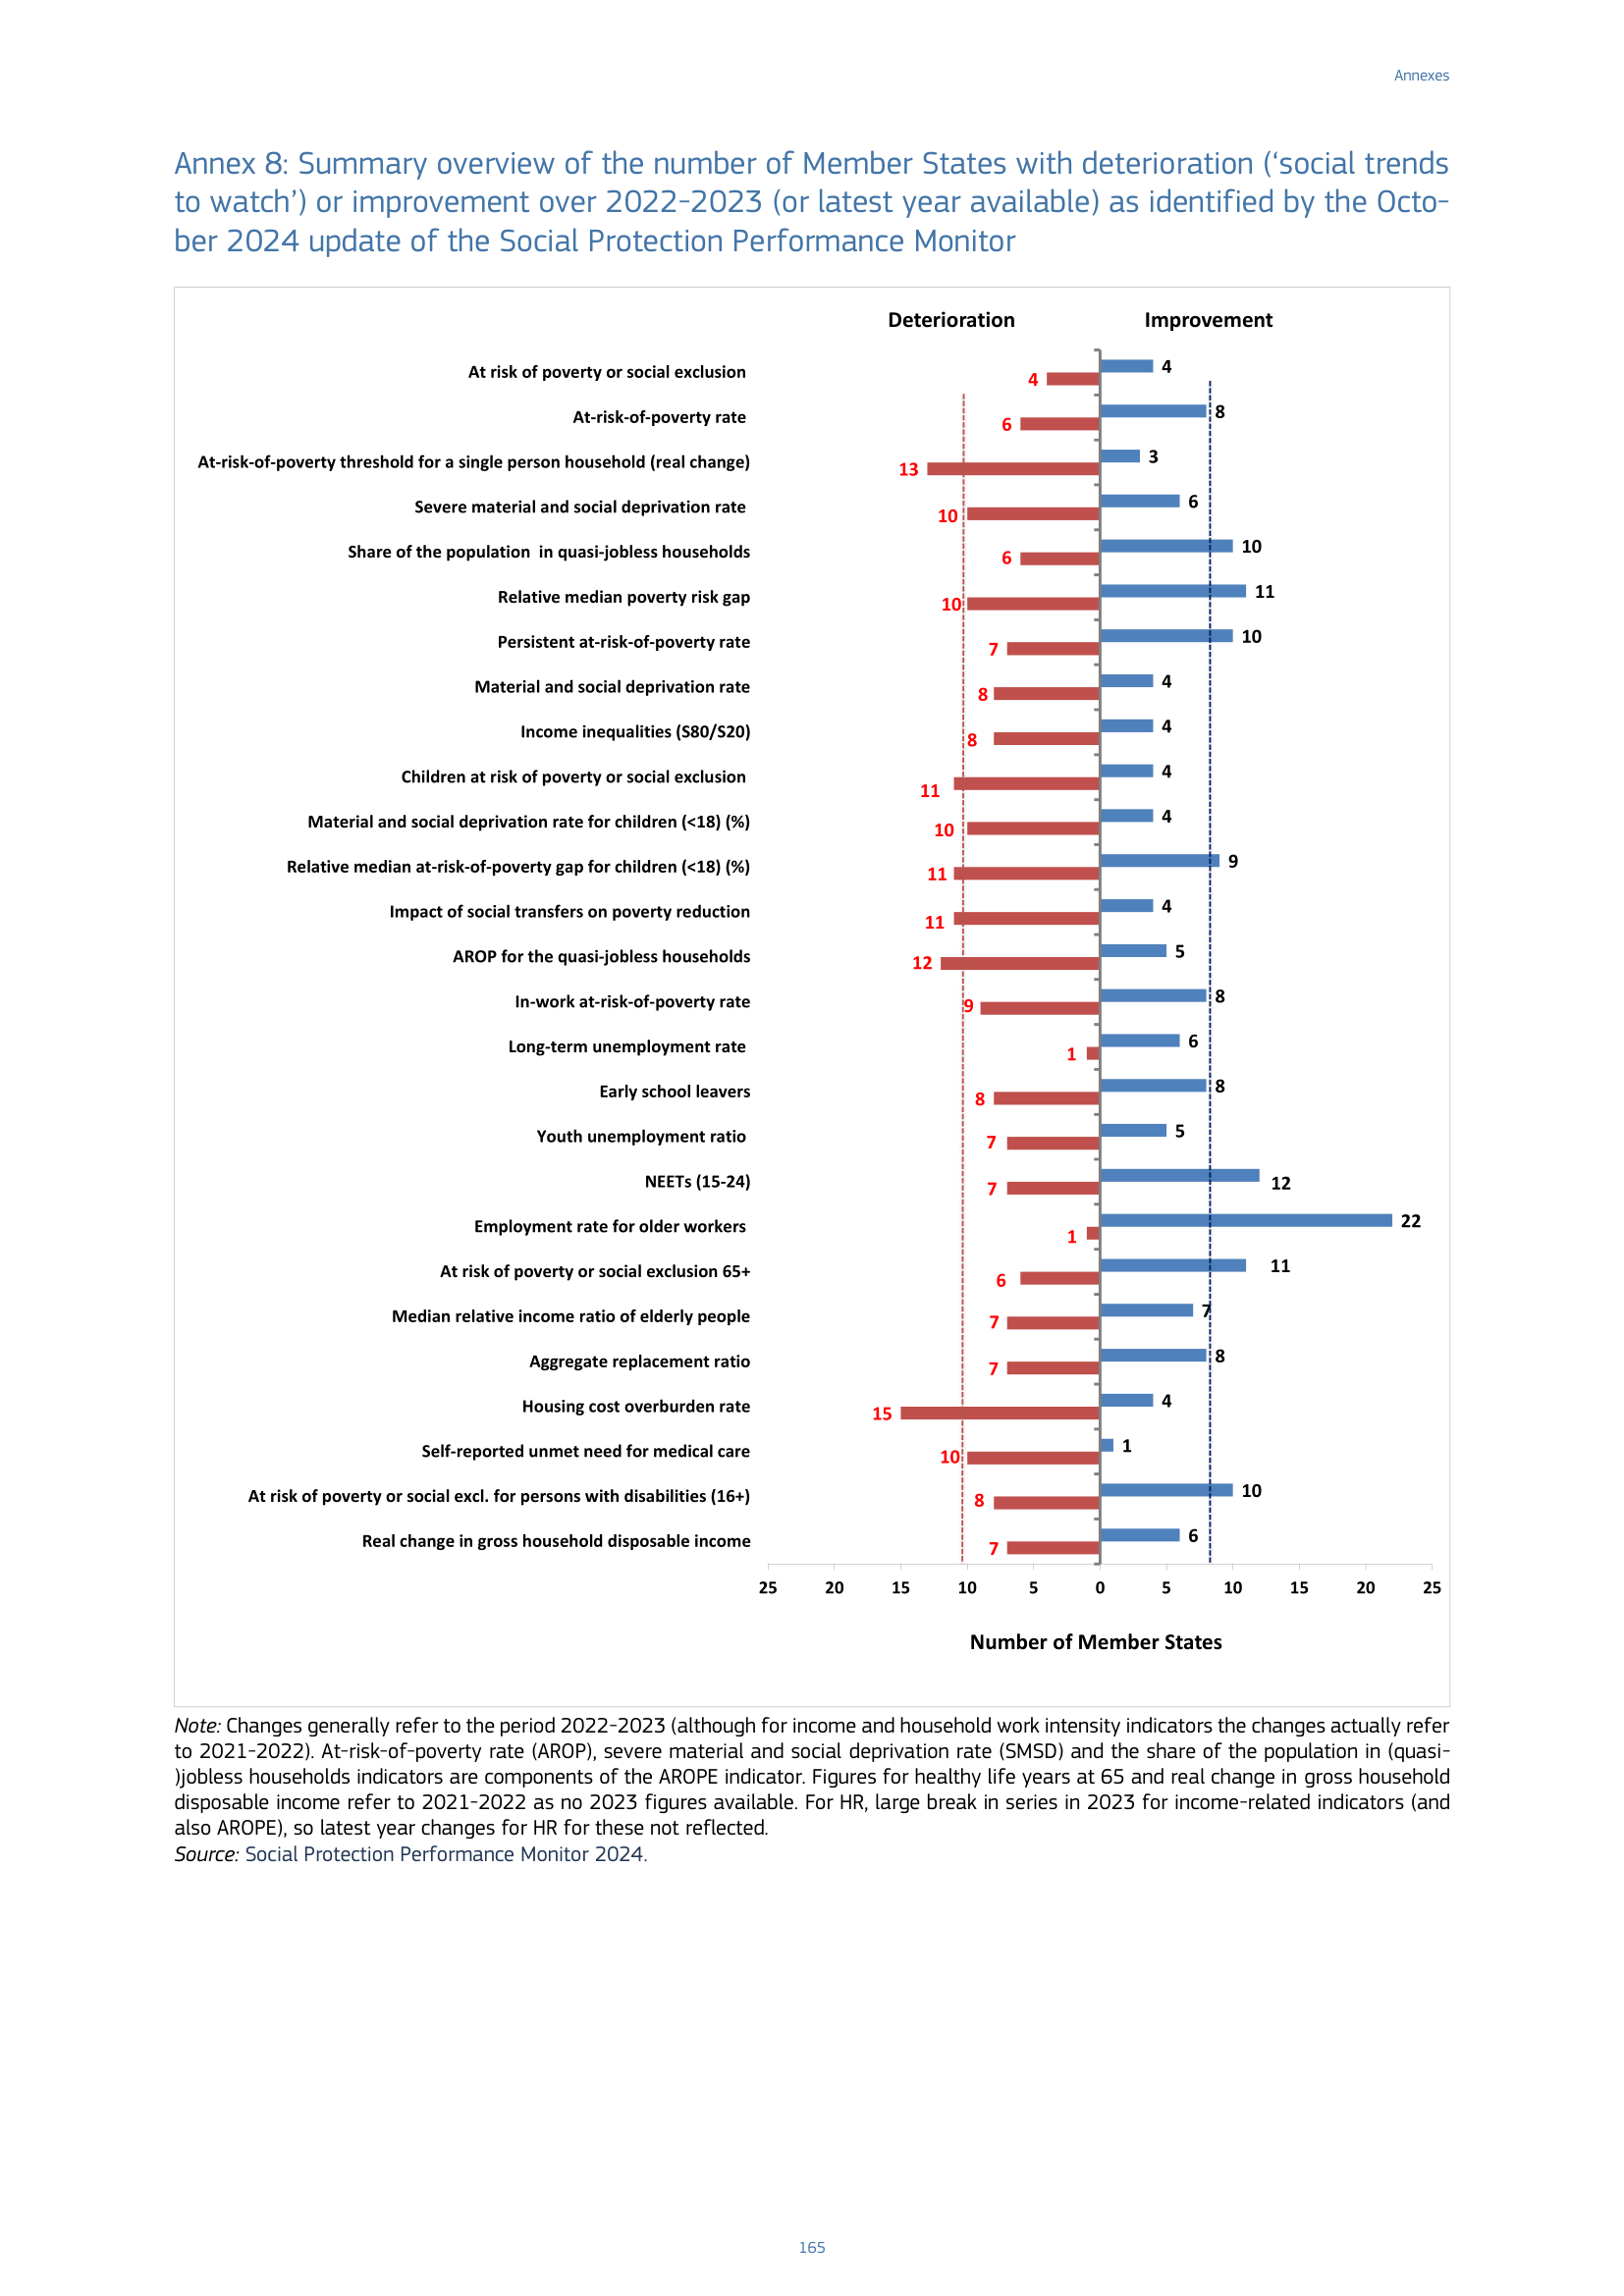 Annexes
Annex 8: Summary overview of the number of Member States with deterioration (‘social trends
to watch’) or improvement over 2022-2023 (or latest year available) as identified by the Octo-
ber 2024 update of the Social Protection Performance Monitor
Deterioration Improvement
At risk of poverty or social exclusion 4 4
At-risk-of-poverty rate 6 8
At-risk-of-poverty threshold for a single person household (real change) 13 3
Severe material and social deprivation rate 10 6
Share of the population in quasi-jobless households 6 10
Relative median poverty risk gap 10 11
Persistent at-risk-of-poverty rate 7 10
Material and social deprivation rate 8 4
Income inequalities (S80/S20) 8 4
Children at risk of poverty or social exclusion 11 4
Material and social deprivation rate for children (<18) (%) 10 4
Relative median at-risk-of-poverty gap for children (<18) (%) 11 9
Impact of social transfers on poverty reduction 11 4
AROP for the quasi-jobless households 12 5
In-work at-risk-of-poverty rate 9 8
Long-term unemployment rate 1 6
Early school leavers 8 8
Youth unemployment ratio 7 5
NEETs (15-24) 7 12
Employment rate for older workers 1 22
At risk of poverty or social exclusion 65+ 6 11
Median relative income ratio of elderly people 7 7
Aggregate replacement ratio 7 8
Housing cost overburden rate 15 4
Self-reported unmet need for medical care 10 1
At risk of poverty or social excl. for persons with disabilities (16+) 8 10
Real change in gross household disposable income 7 6
25 20 15 10 5 0 5 10 15 20 25
Number of Member States
Note: Changes generally refer to the period 2022-2023 (although for income and household work intensity indicators the changes actually refer
to 2021-2022). At-risk-of-poverty rate (AROP), severe material and social deprivation rate (SMSD) and the share of the population in (quasi-
)jobless households indicators are components of the AROPE indicator. Figures for healthy life years at 65 and real change in gross household
disposable income refer to 2021-2022 as no 2023 figures available. For HR, large break in series in 2023 for income-related indicators (and
also AROPE), so latest year changes for HR for these not reflected.
Source: Social Protection Performance Monitor 2024.
165